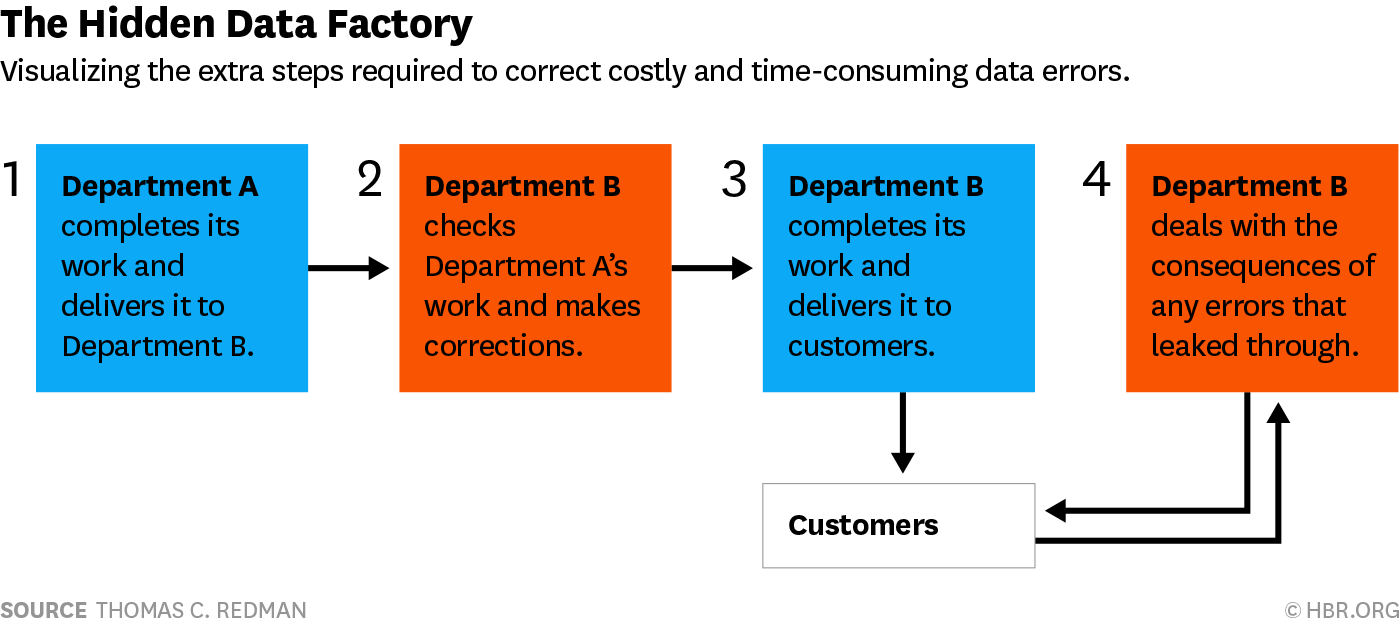 The Hidden Data Factory
Visualizing the extra steps required to correct costly and time-consuming data errors.
1
Department A
completes its
work and
delivers it to
Department B.
2
Department B
checks
Department A’s
work and makes
corrections.
3
Department B
completes its
work and
delivers it to
customers.
4
Department B
deals with the
consequences of
any errors that
leaked through.
Customers
SOURCE THOMAS C. REDMAN
© HBR.ORG